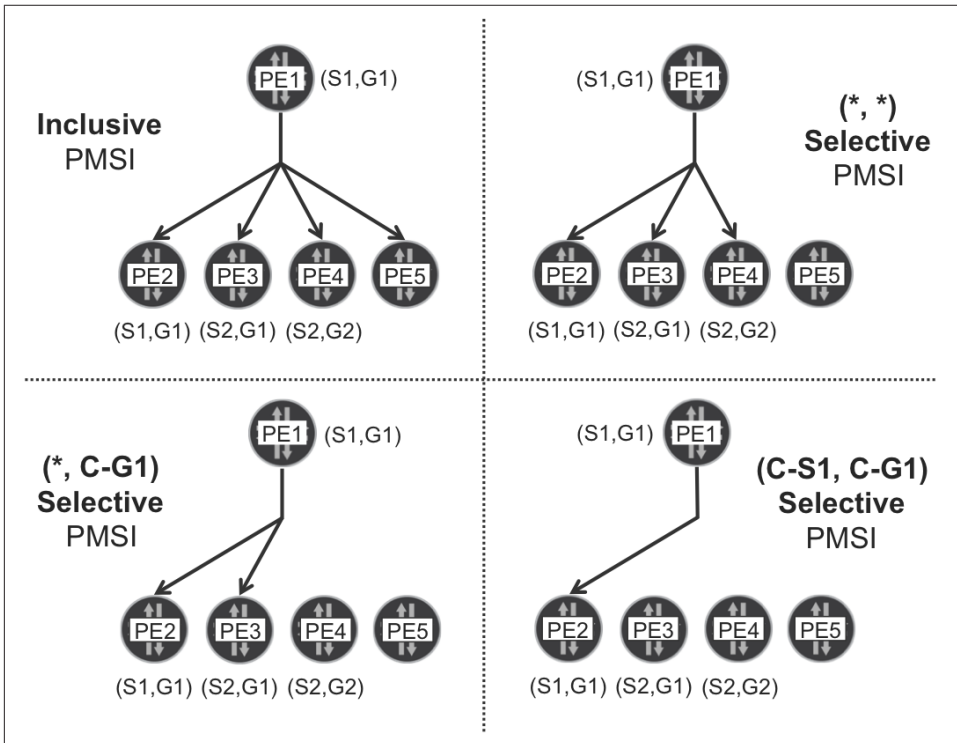 PE1 (S1,G1)
Inclusive
PMSI
PE2 PE3 PE4 PE5
(S1,G1) (S2,G1) (S2,G2)
(S1,G1) PE1
(*, *)
Selective
PMSI
PE2 PE3 PE4 PE5
(S1,G1) (S2,G1) (S2,G2)
PE1 (S1,G1)
(*, C-G1)
Selective
PMSI
PE2 PE3 PE4 PE5
(S1,G1) (S2,G1) (S2,G2)
(S1,G1) PE1
(C-S1, C-G1)
Selective
PMSI
PE2 PE3 PE4 PE5
(S1,G1) (S2,G1) (S2,G2)